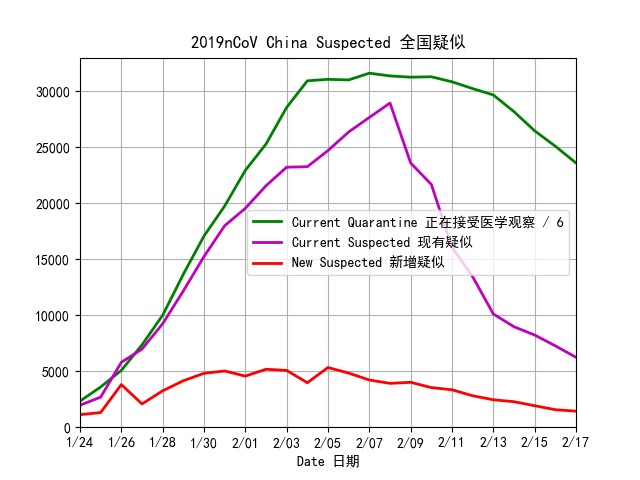 2019nCoV China Suspected 全国疑似
30000
25000
20000
15000
10000
5000
0
Current Quarantine 正在接受医学观察 / 6
Current Suspected 现有疑似
New Suspected 新增疑似
1/24 1/26 1/28 1/30 2/01 2/03 2/05 2/07 2/09 2/11 2/13 2/15 2/17
Date 日期